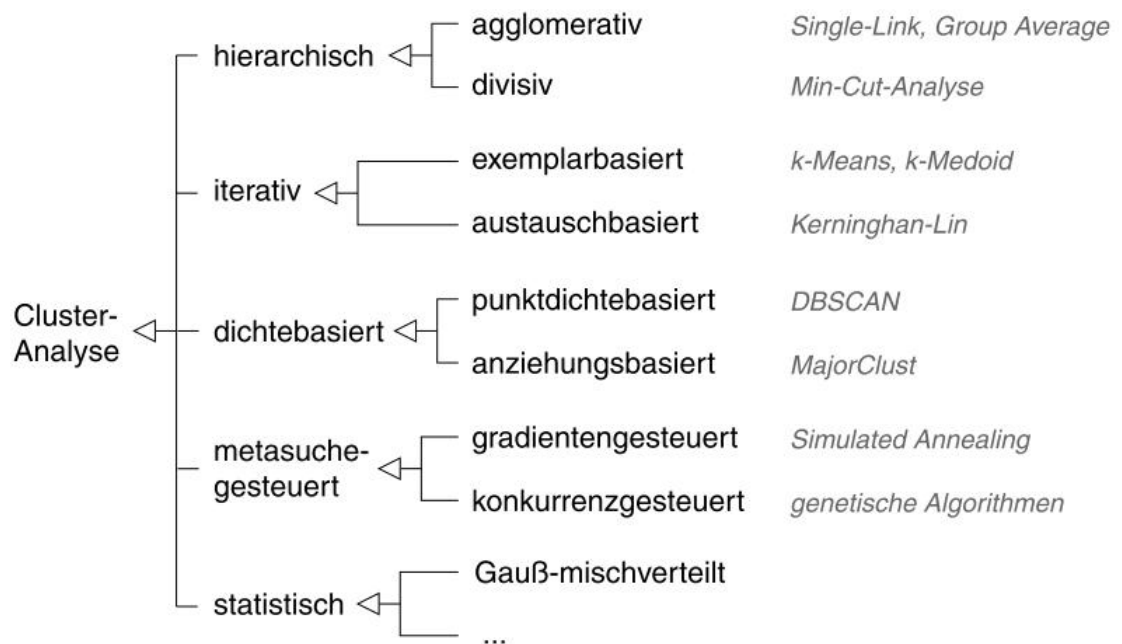 agglomerativ Single-Link, Group Average
hierarchisch
divisiv Min-Cut-Analyse
exemplarbasiert k-Means, k-Medoid
iterativ
austauschbasiert Kerninghan-Lin
punktdichtebasiert DBSCAN
Cluster-
Analyse
dichtebasiert
anziehungsbasiert MajorClust
gradientengesteuert Simulated Annealing
metasuche-
gesteuert
konkurrenzgesteuert genetische Algorithmen
Gauß-mischverteilt
statistisch
...